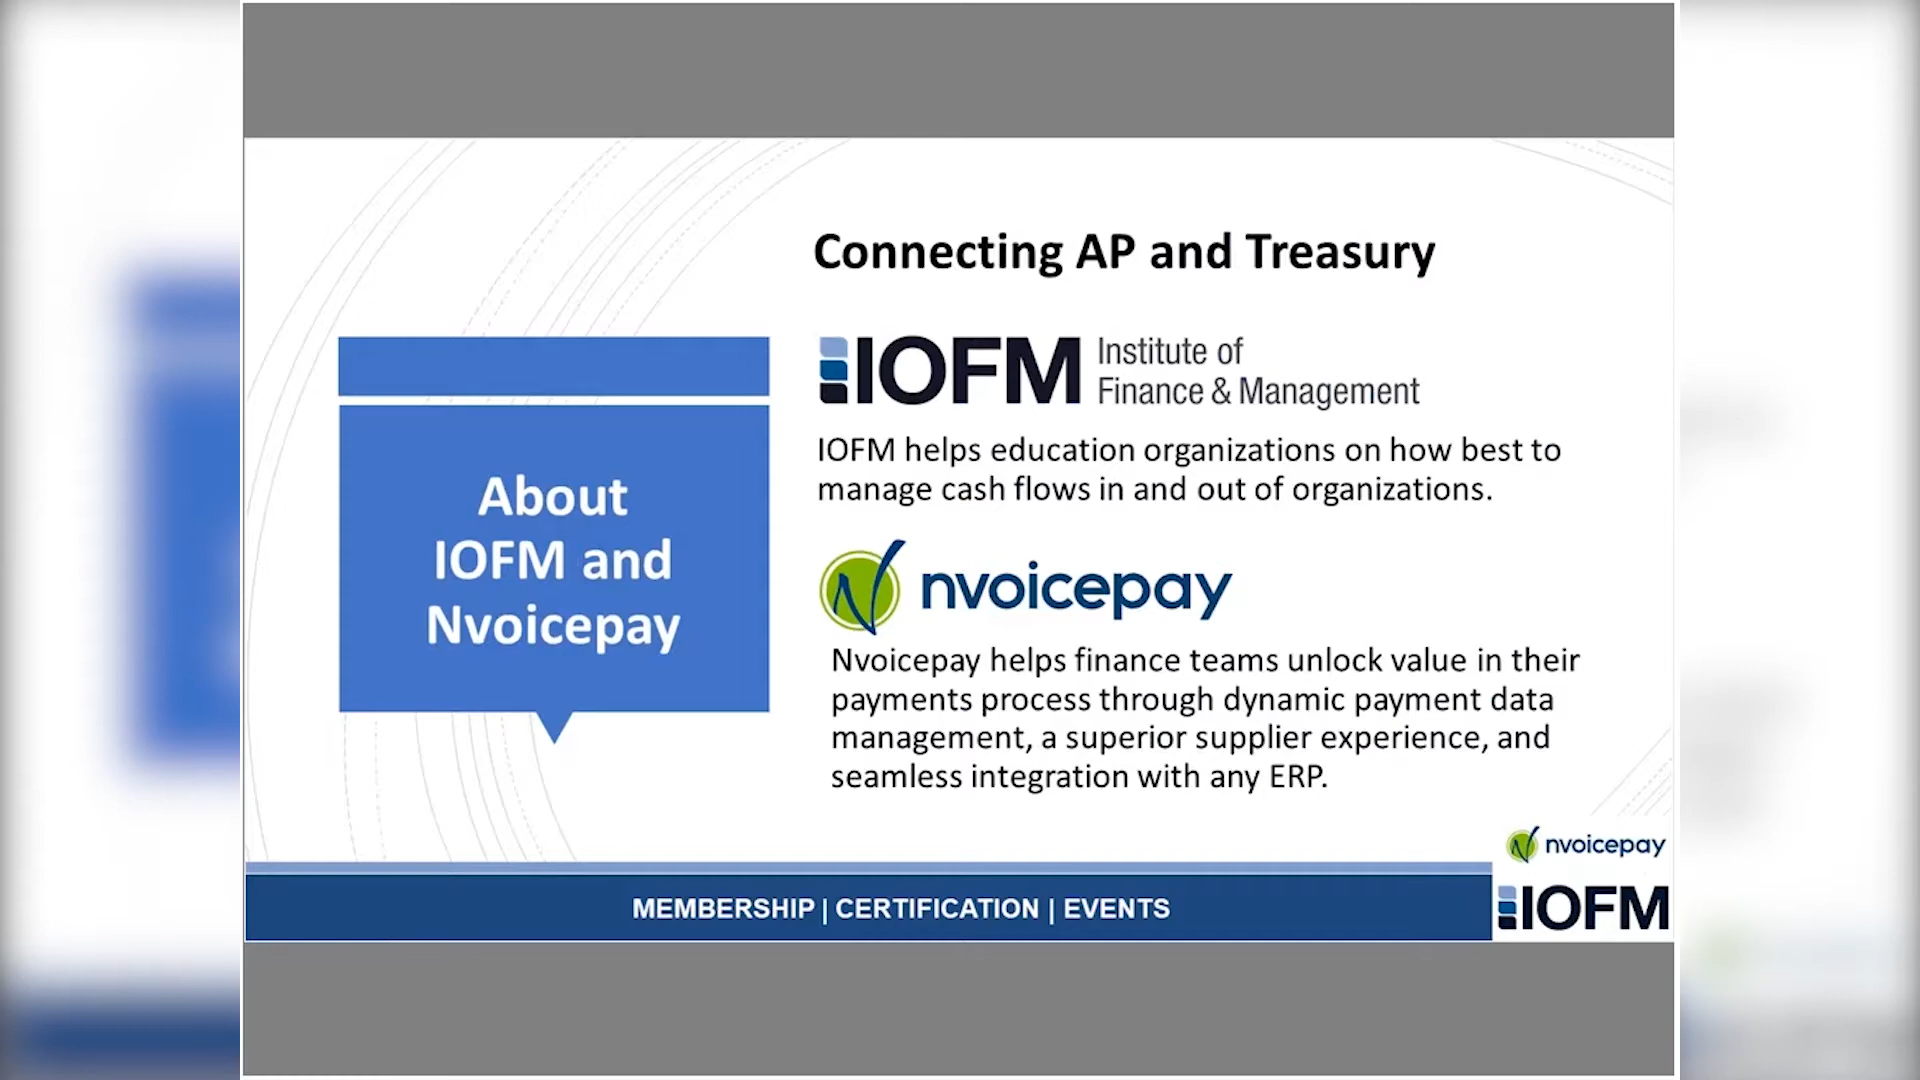 Connecting AP and Treasury
IOFM Institute of
Finance & Management
IOFM helps education organizations on how best to
manage cash flows in and out of organizations.
About
IOFM and
Nvoicepay
nvoicepay
Nvoicepay helps finance teams unlock value in their
payments process through dynamic payment data
management, a superior supplier experience, and
seamless integration with any ERP.
nvoicepay
MEMBERSHIP | CERTIFICATION | EVENTS
IOFM